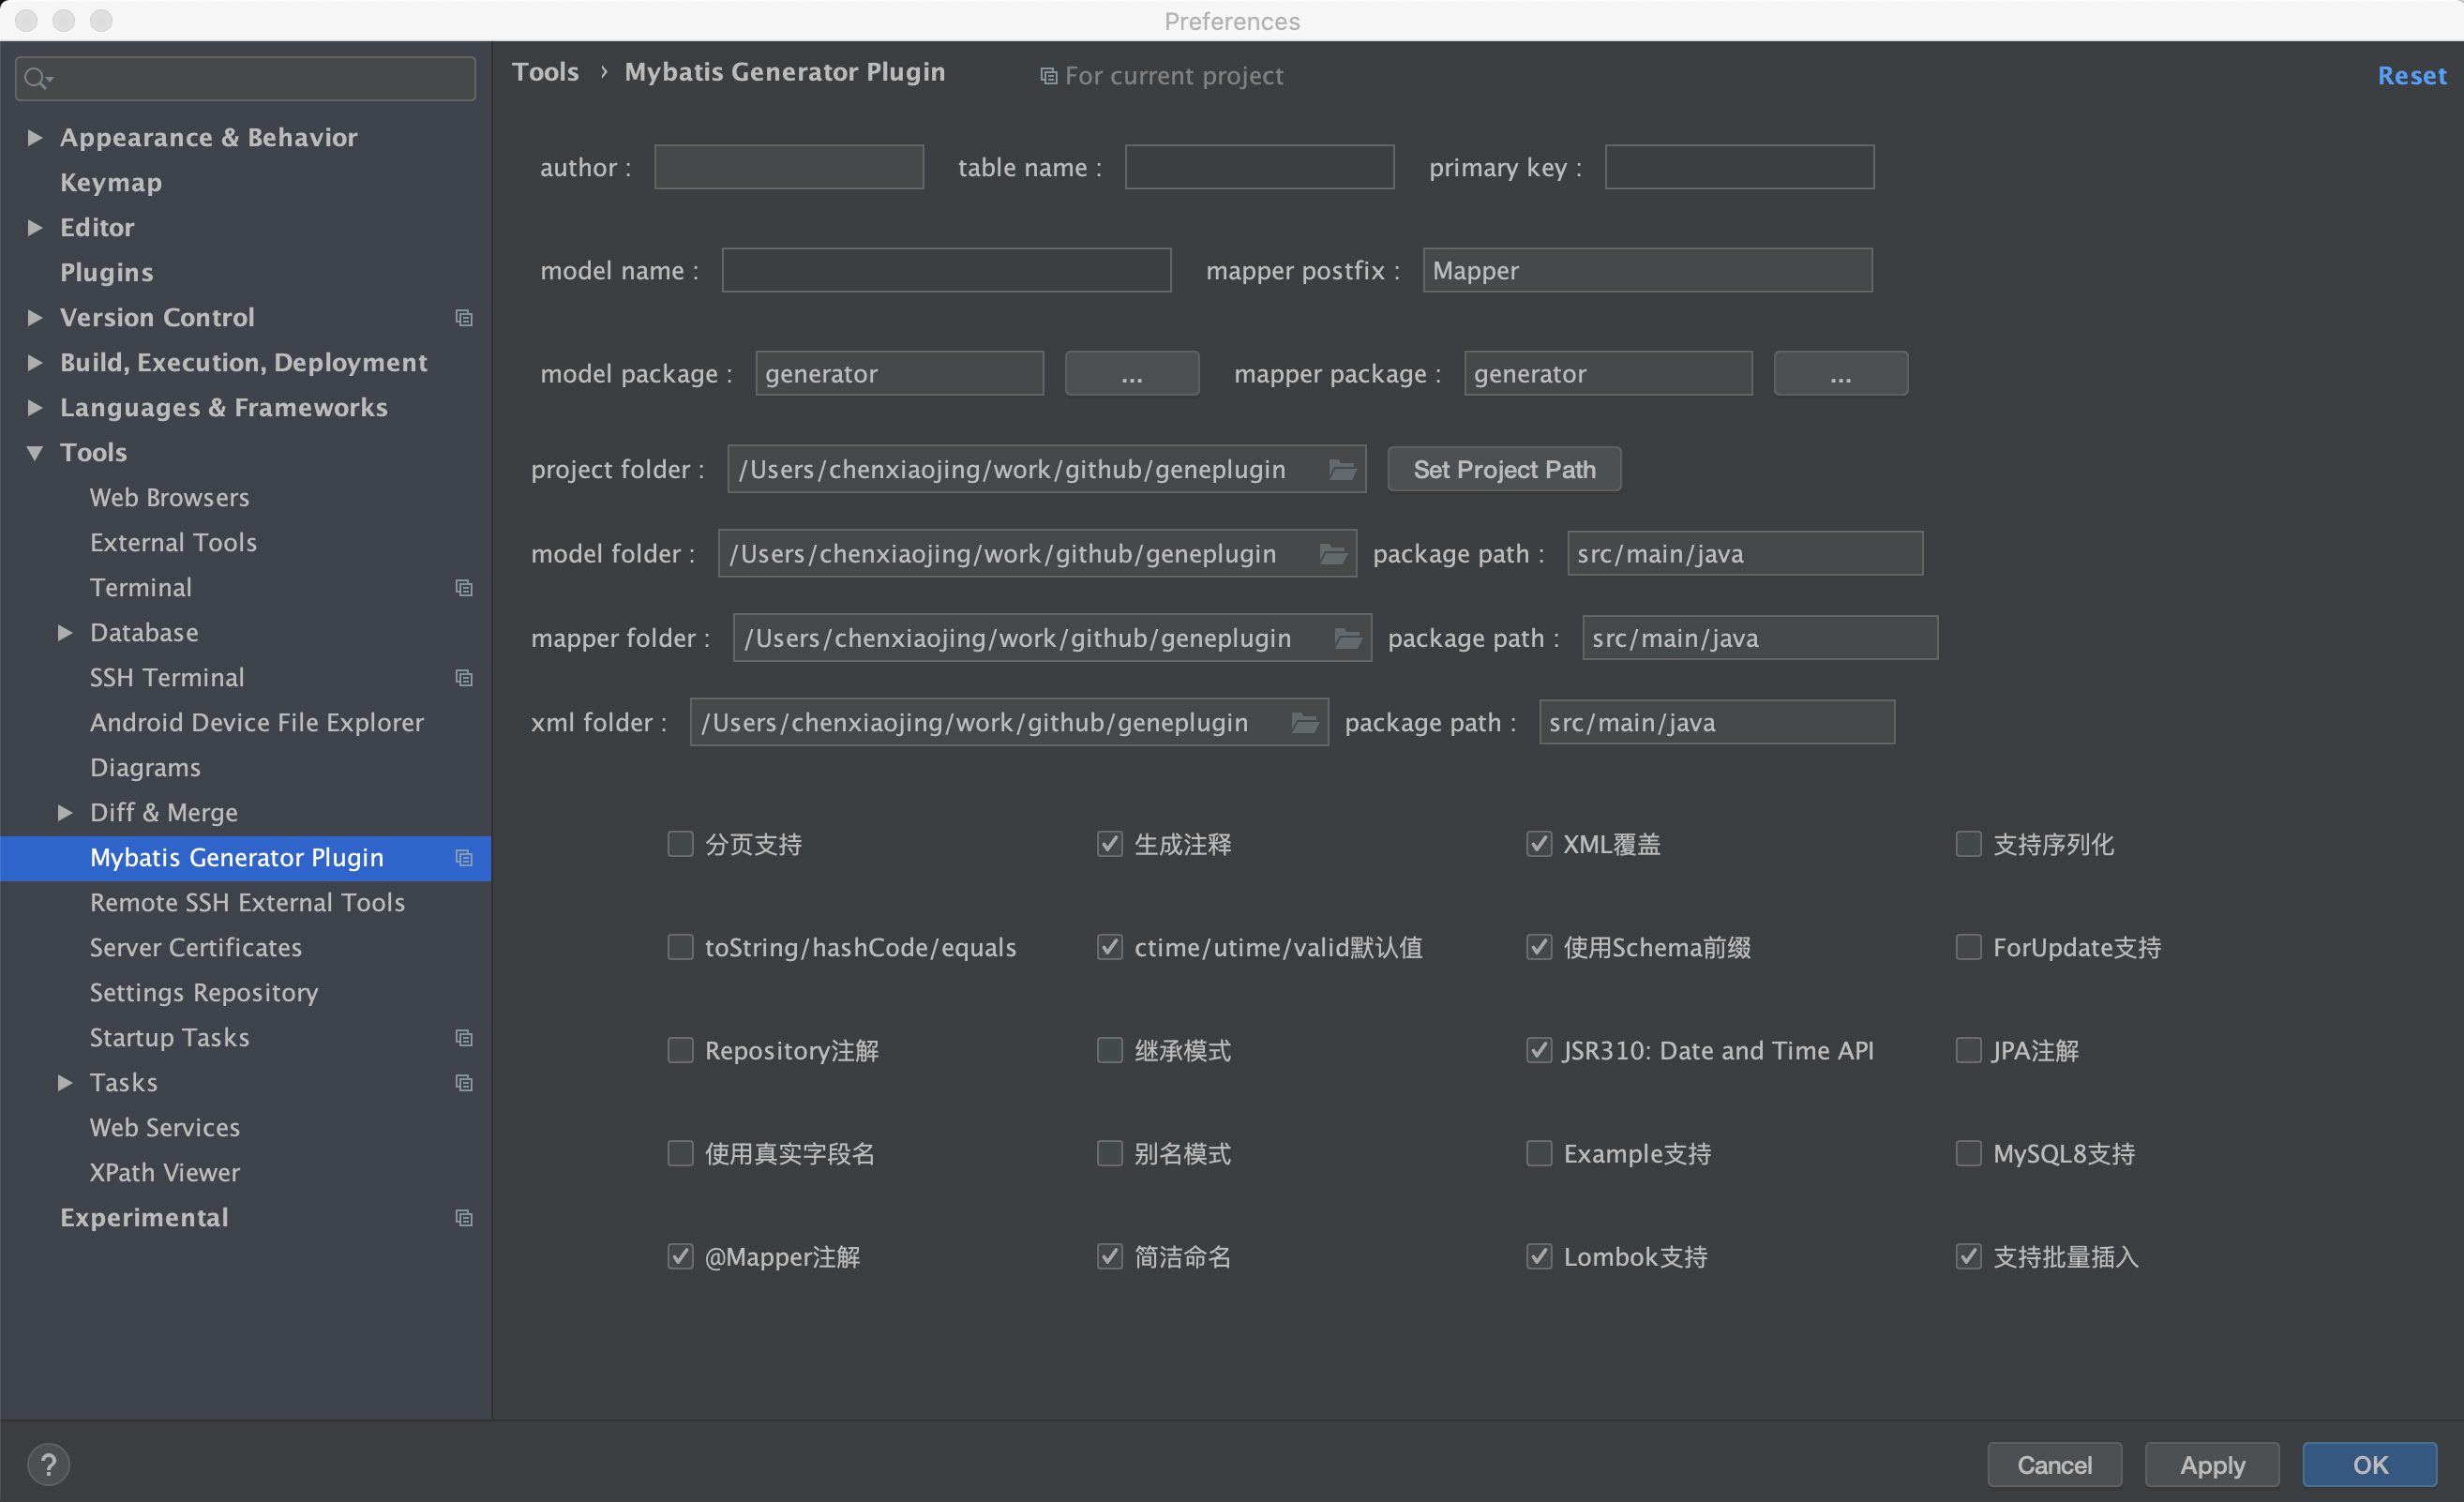 Preferences
Tools › Mybatis Generator Plugin
For current project
Reset
Appearance & Behavior
Keymap
Editor
Plugins
Version Control
Build, Execution, Deployment
Languages & Frameworks
Tools
Web Browsers
External Tools
Terminal
Database
SSH Terminal
Android Device File Explorer
Diagrams
Diff & Merge
Mybatis Generator Plugin
Remote SSH External Tools
Server Certificates
Settings Repository
Startup Tasks
Tasks
Web Services
XPath Viewer
Experimental
author : table name : primary key :
model name : mapper postfix : Mapper
model package : generator ... mapper package : generator ...
project folder : /Users/chenxiaojing/work/github/geneplugin Set Project Path
model folder : /Users/chenxiaojing/work/github/geneplugin package path : src/main/java
mapper folder : /Users/chenxiaojing/work/github/geneplugin package path : src/main/java
xml folder : /Users/chenxiaojing/work/github/geneplugin package path : src/main/java
分页支持 生成注释 XML覆盖 支持序列化
toString/hashCode/equals ctime/utime/valid默认值 使用Schema前缀 ForUpdate支持
Repository注解 继承模式 JSR310: Date and Time API JPA注解
使用真实字段名 别名模式 Example支持 MySQL8支持
@Mapper注解 简洁命名 Lombok支持 支持批量插入
? Cancel Apply OK